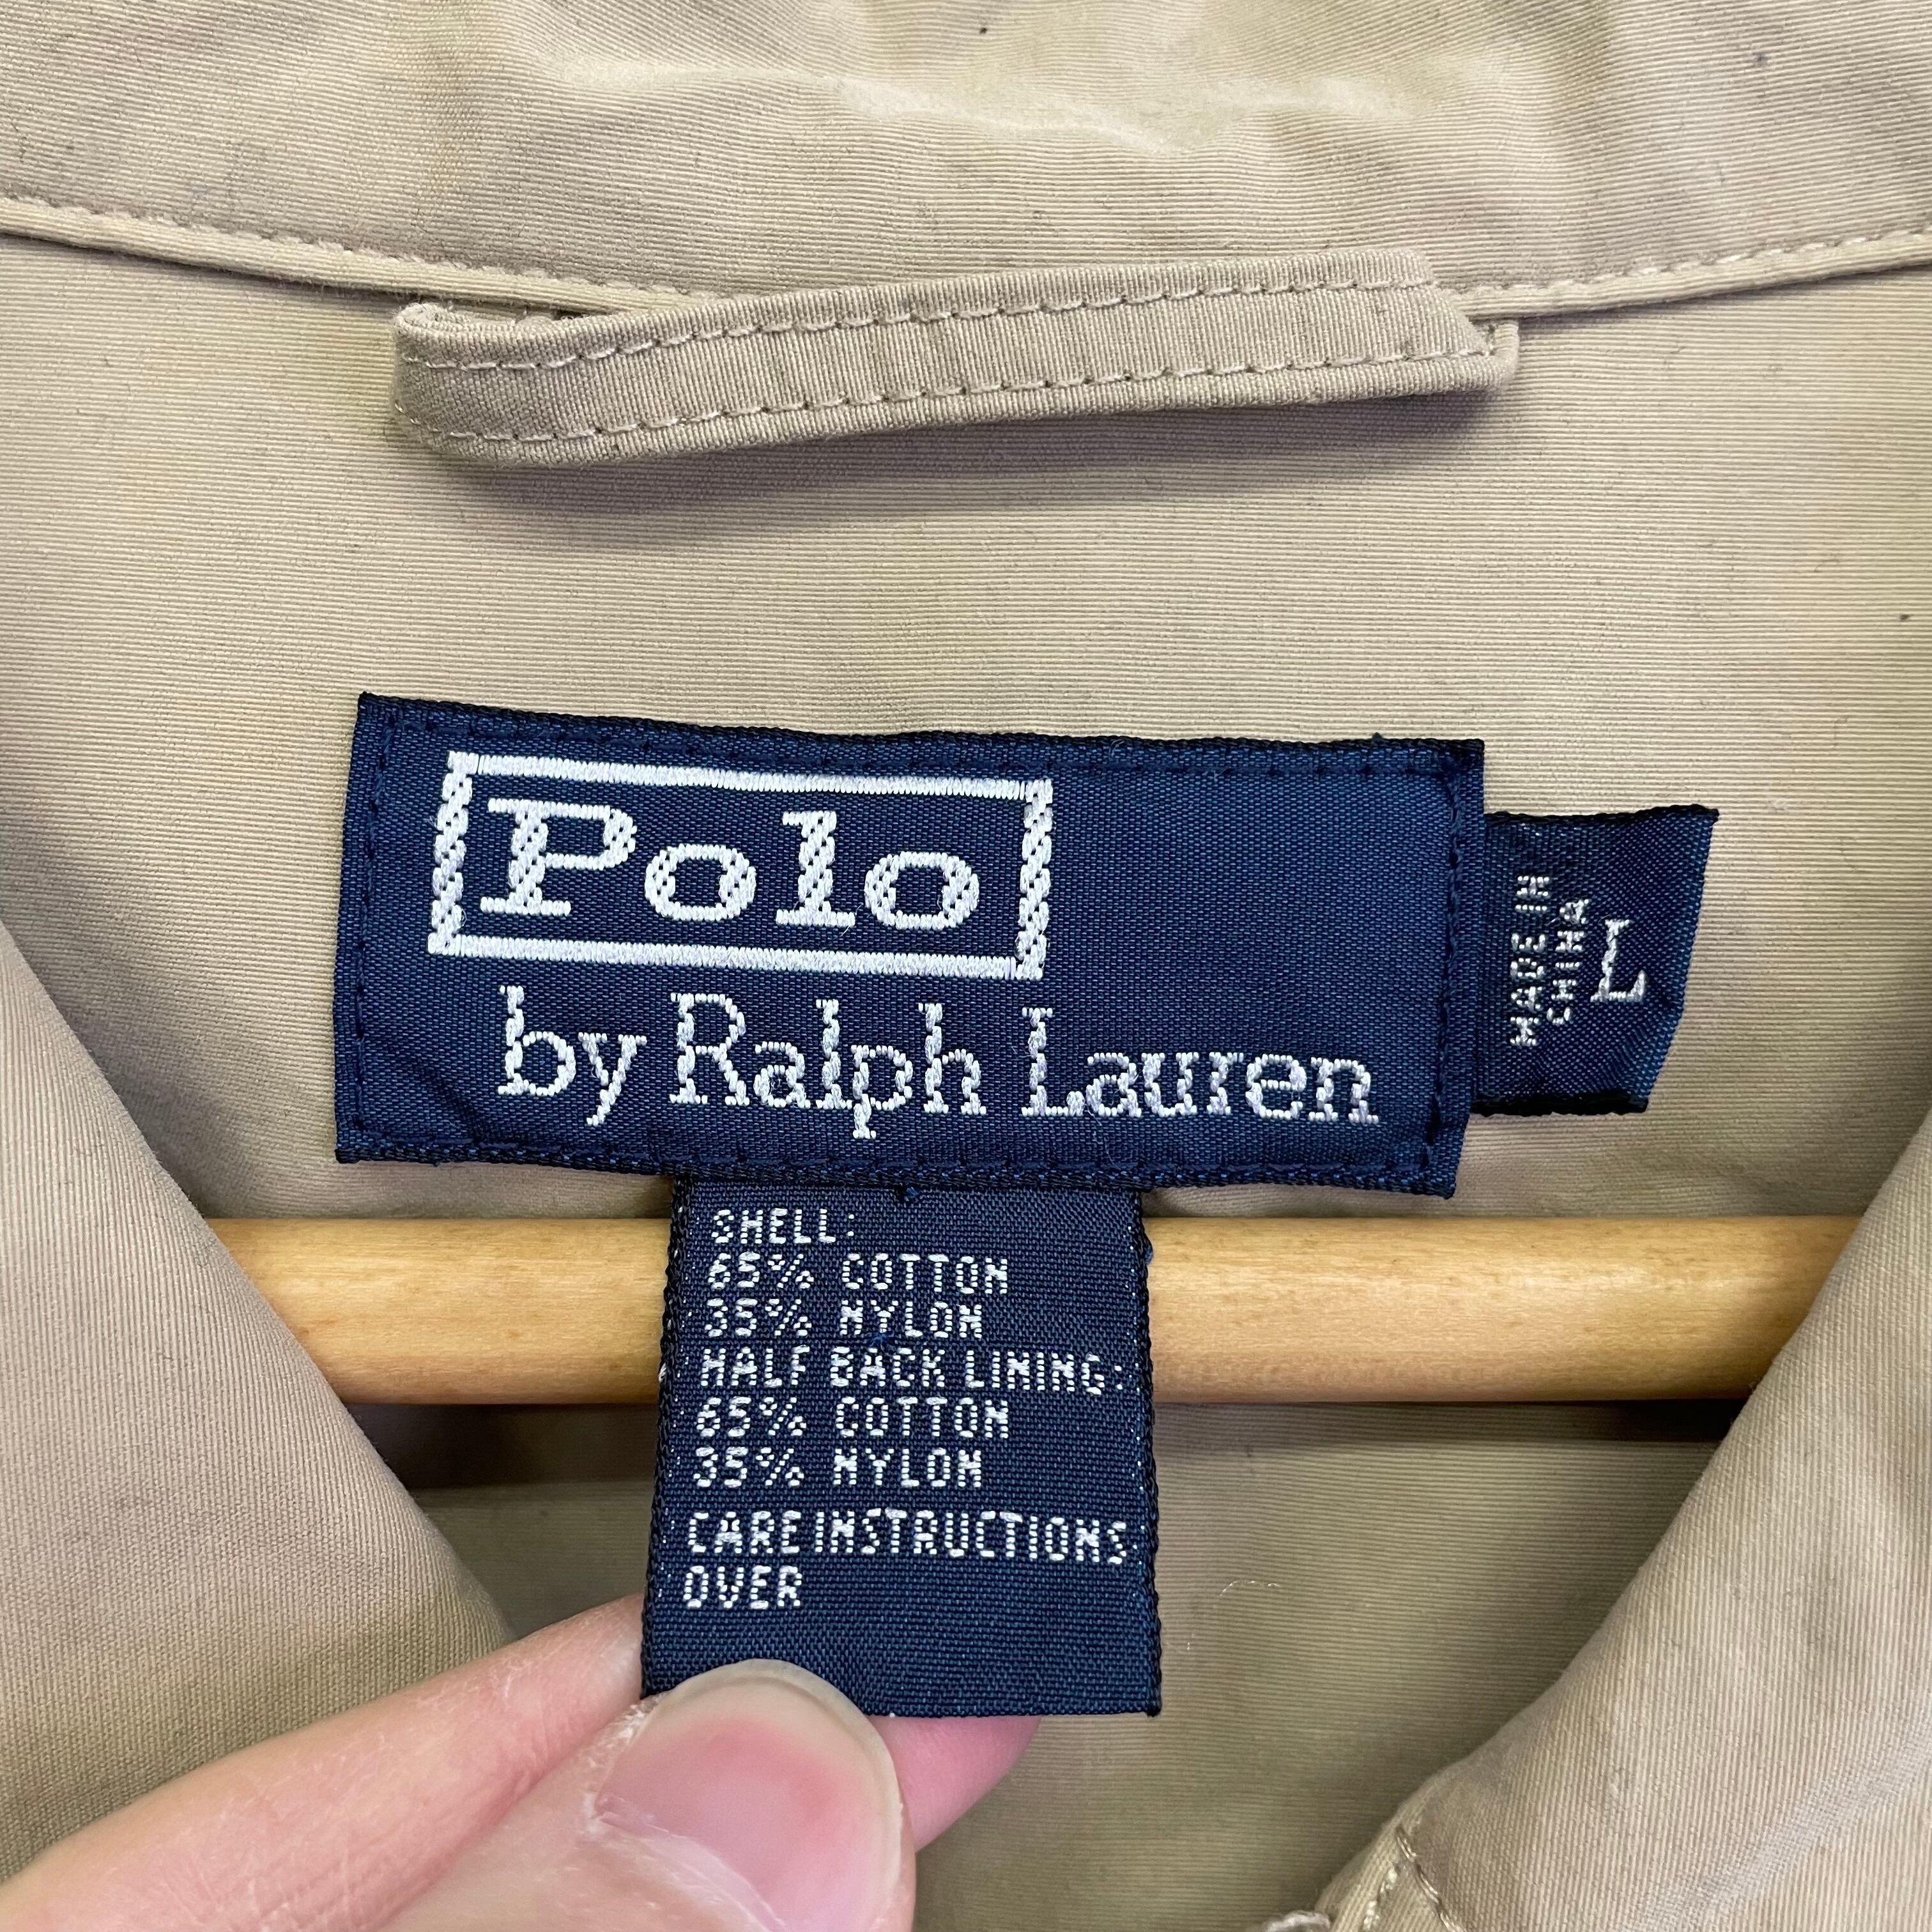 Polo
by Ralph Lauren
MADE IN
CHINA
L
SHELL:
65% COTTON
35% NYLON
HALF BACK LINING:
65% COTTON
35% NYLON
CARE INSTRUCTIONS
OVER